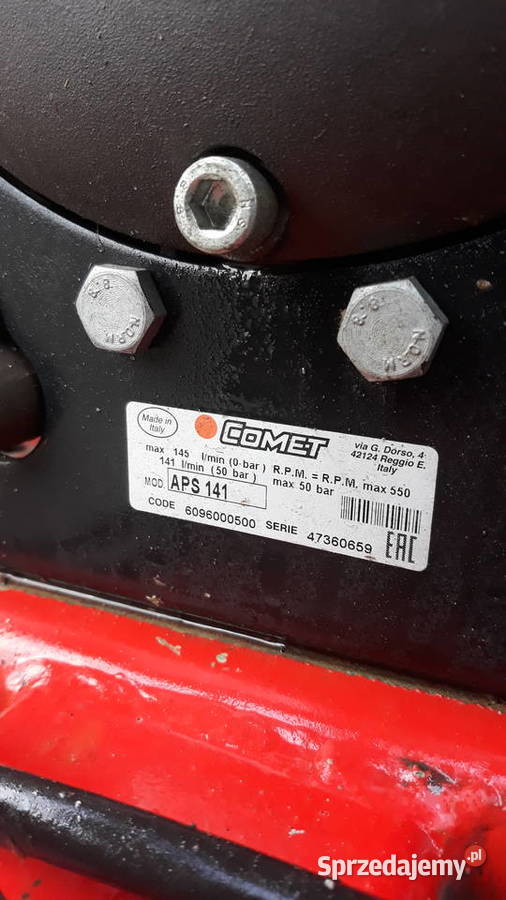 8.8
8.8 N.O.R.M
8.8 N.O.R.M
Made in
Italy
COMET
via G. Dorso, 4
42124 Reggio E.
Italy
max 145 l/min (0 bar) R.P.M. = R.P.M. max 550
141 l/min (50 bar) max 50 bar
MOD. APS 141
CODE 6096000500 SERIE 47360659 EAC
Sprzedajemy.pl